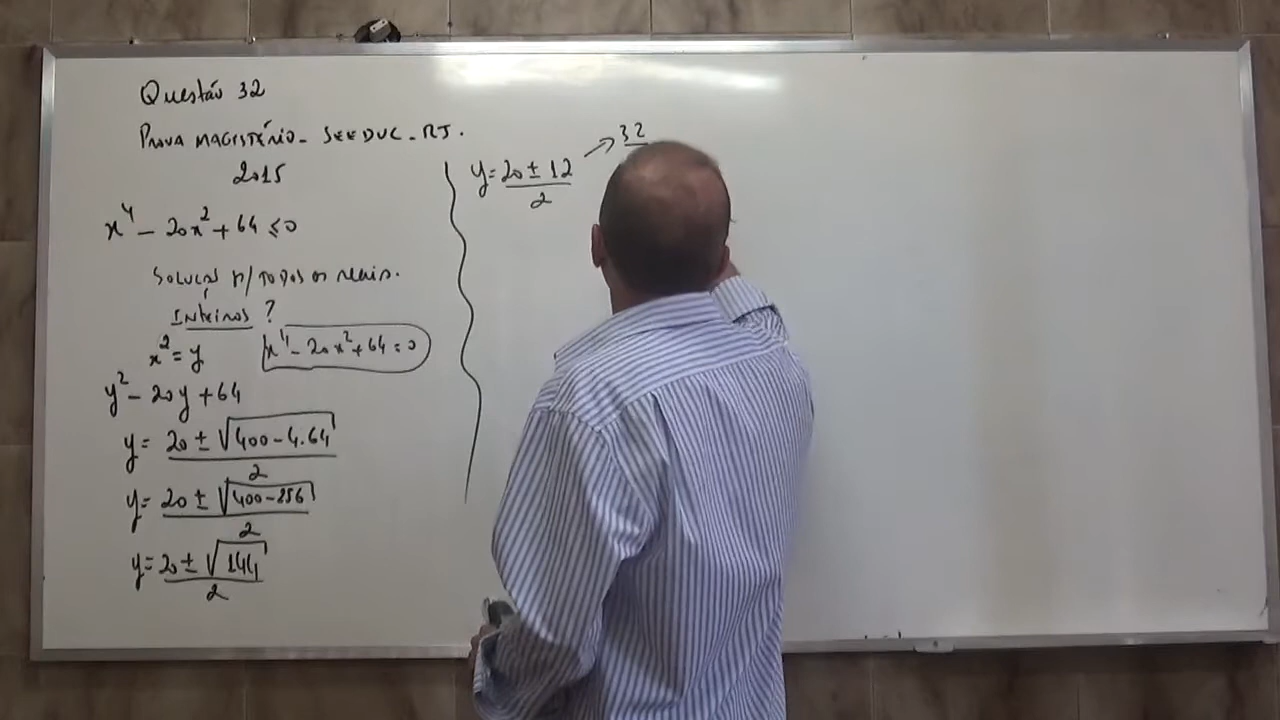 Questão 32
PROVA MAGISTÉRIO - SEEDUC - RJ.
2015
x⁴ - 20x² + 64 ≤ 0
SOLUÇÃO P/ TODOS OS REAIS.
INTEIROS ?
x² = y x⁴ - 20x² + 64 = 0
y² - 20y + 64
y = 20 ± √400 - 4.64
2
y = 20 ± √400 - 256
2
y = 20 ± √144
2
y = 20 ± 12 → 32
2